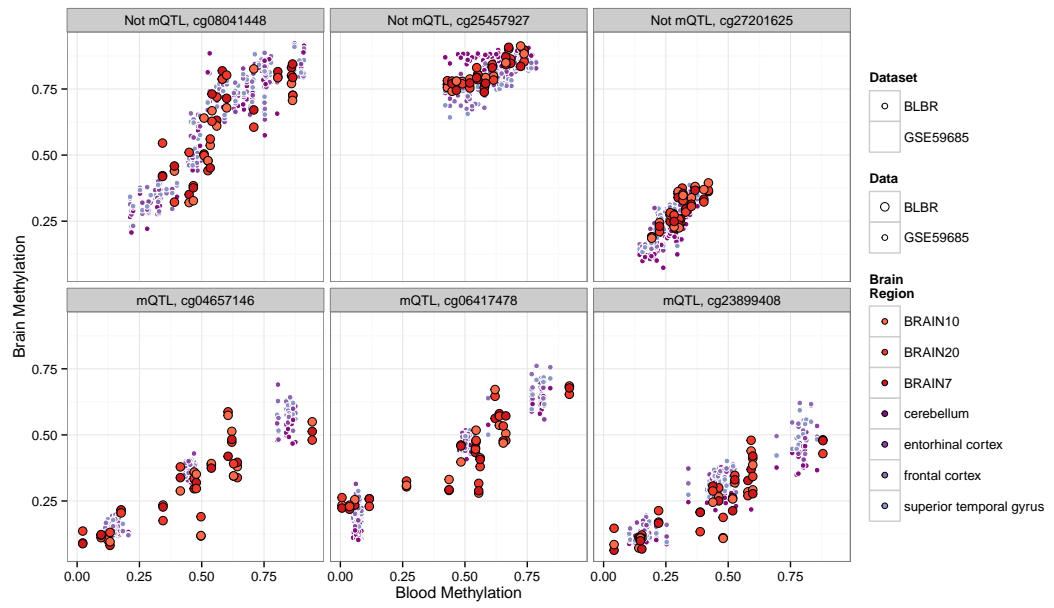 Not mQTL, cg08041448
Not mQTL, cg25457927
Not mQTL, cg27201625
0.75
0.50
0.25
mQTL, cg04657146
mQTL, cg06417478
mQTL, cg23899408
0.75
0.50
0.25
0.00
0.25
0.50
0.75
0.00
0.25
0.50
0.75
0.00
0.25
0.50
0.75
Blood Methylation
Brain Methylation
Dataset
BLBR
GSE59685
Data
BLBR
GSE59685
Brain
Region
BRAIN10
BRAIN20
BRAIN7
cerebellum
entorhinal cortex
frontal cortex
superior temporal gyrus